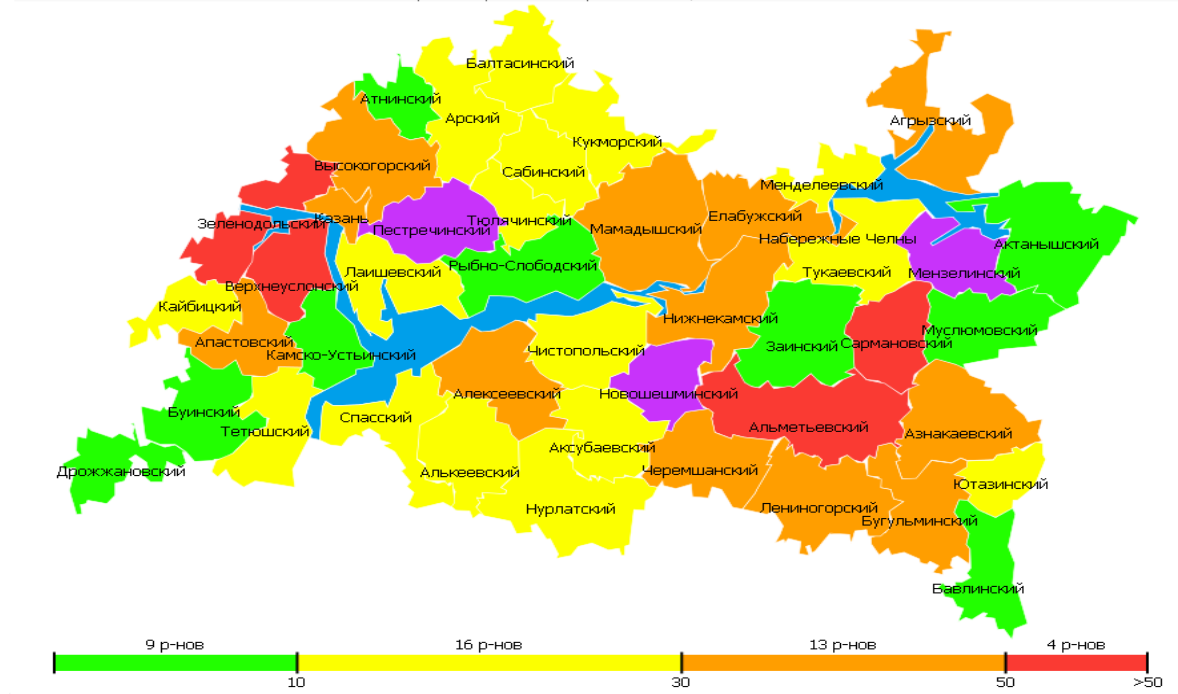 Балтасинский
Атнинский
Арский
Агрызский
Кукморский
Высокогорский
Сабинский
Менделеевский
Зеленодольский
Казань
Пестречинский
Тюлячинский
Мамадышский
Елабужский
Набережные Челны
Актанышский
Лаишевский
Рыбно-Слободский
Тукаевский
Мензелинский
Верхнеуслонский
Кайбицкий
Нижнекамский
Муслюмовский
Апастовский
Камско-Устьинский
Чистопольский
Заинский
Сармановский
Алексеевский
Новошешминский
Буинский
Спасский
Тетюшский
Альметьевский
Азнакаевский
Аксубаевский
Дрожжановский
Алькеевский
Черемшанский
Ютазинский
Нурлатский
Лениногорский
Бугульминский
Бавлинский
9 р-нов 16 р-нов 13 р-нов 4 р-нов
10 30 50 >50